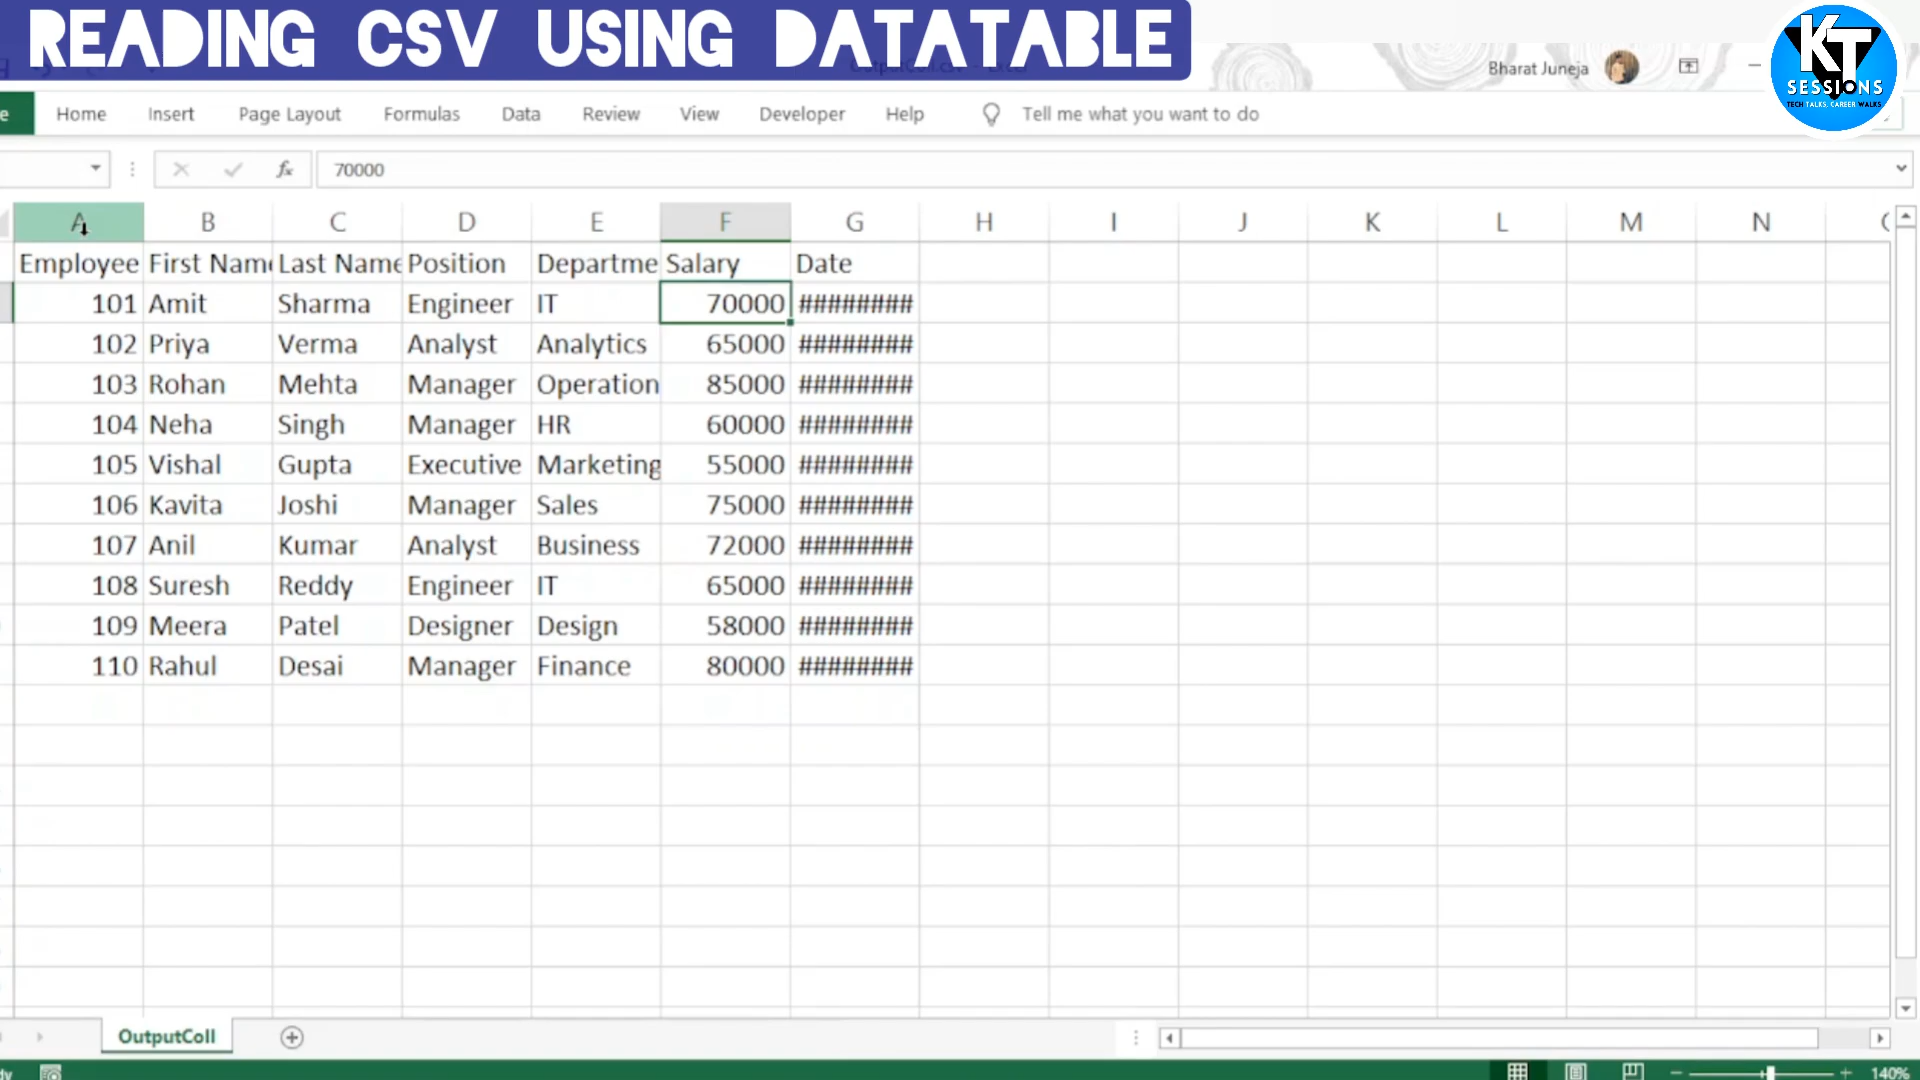 READING CSV USING DATATABLE
Bharat Juneja
KT
SESSIONS
TECH TALKS, CAREER WALKS
Home Insert Page Layout Formulas Data Review View Developer Help Tell me what you want to do
fx 70000
A B C D E F G H I J K L M N
Employee First Name Last Name Position Departme Salary Date
101 Amit Sharma Engineer IT 70000 ########
102 Priya Verma Analyst Analytics 65000 ########
103 Rohan Mehta Manager Operation 85000 ########
104 Neha Singh Manager HR 60000 ########
105 Vishal Gupta Executive Marketing 55000 ########
106 Kavita Joshi Manager Sales 75000 ########
107 Anil Kumar Analyst Business 72000 ########
108 Suresh Reddy Engineer IT 65000 ########
109 Meera Patel Designer Design 58000 ########
110 Rahul Desai Manager Finance 80000 ########
OutputColl
140%